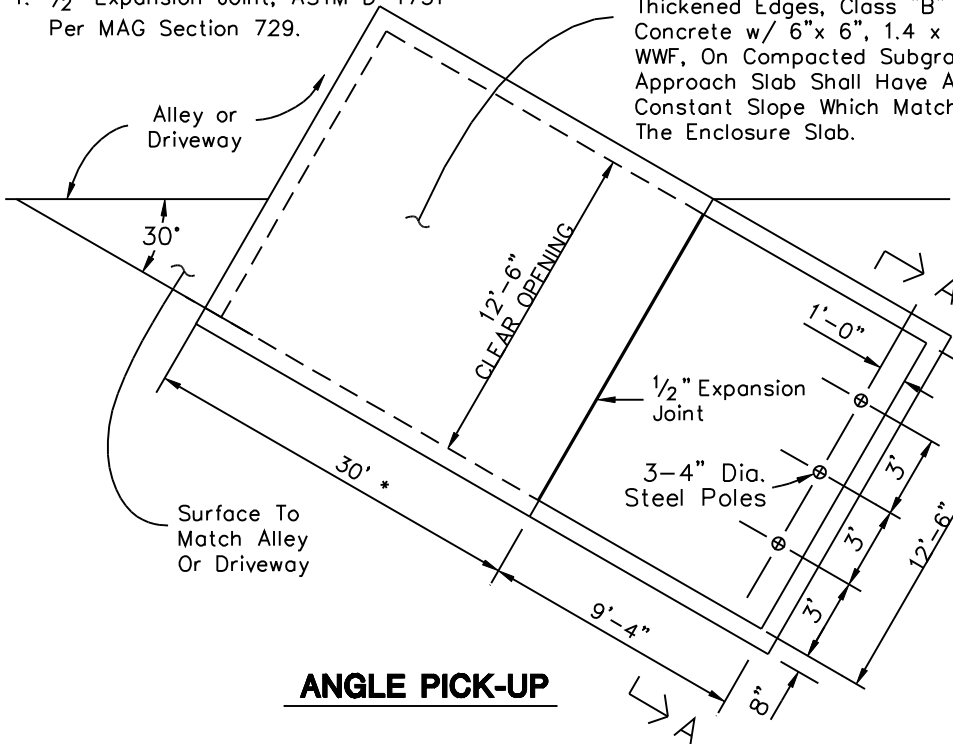 ½" Expansion Joint, ASTM D-1751
Per MAG Section 729.
Thickened Edges, Class "B"
Concrete w/ 6"x 6", 1.4 x
WWF, On Compacted
Approach Slab Shall Have A
Constant Slope Which
The Enclosure Slab.
Alley or
Driveway
30°
12'-6"
CLEAR OPENING
A
1'-0"
½" Expansion
Joint
3-4" Dia.
Steel Poles
3'
3'
3'
12'-6"
30' *
Surface To
Match Alley
Or Driveway
9'-4"
8"
A
ANGLE PICK-UP